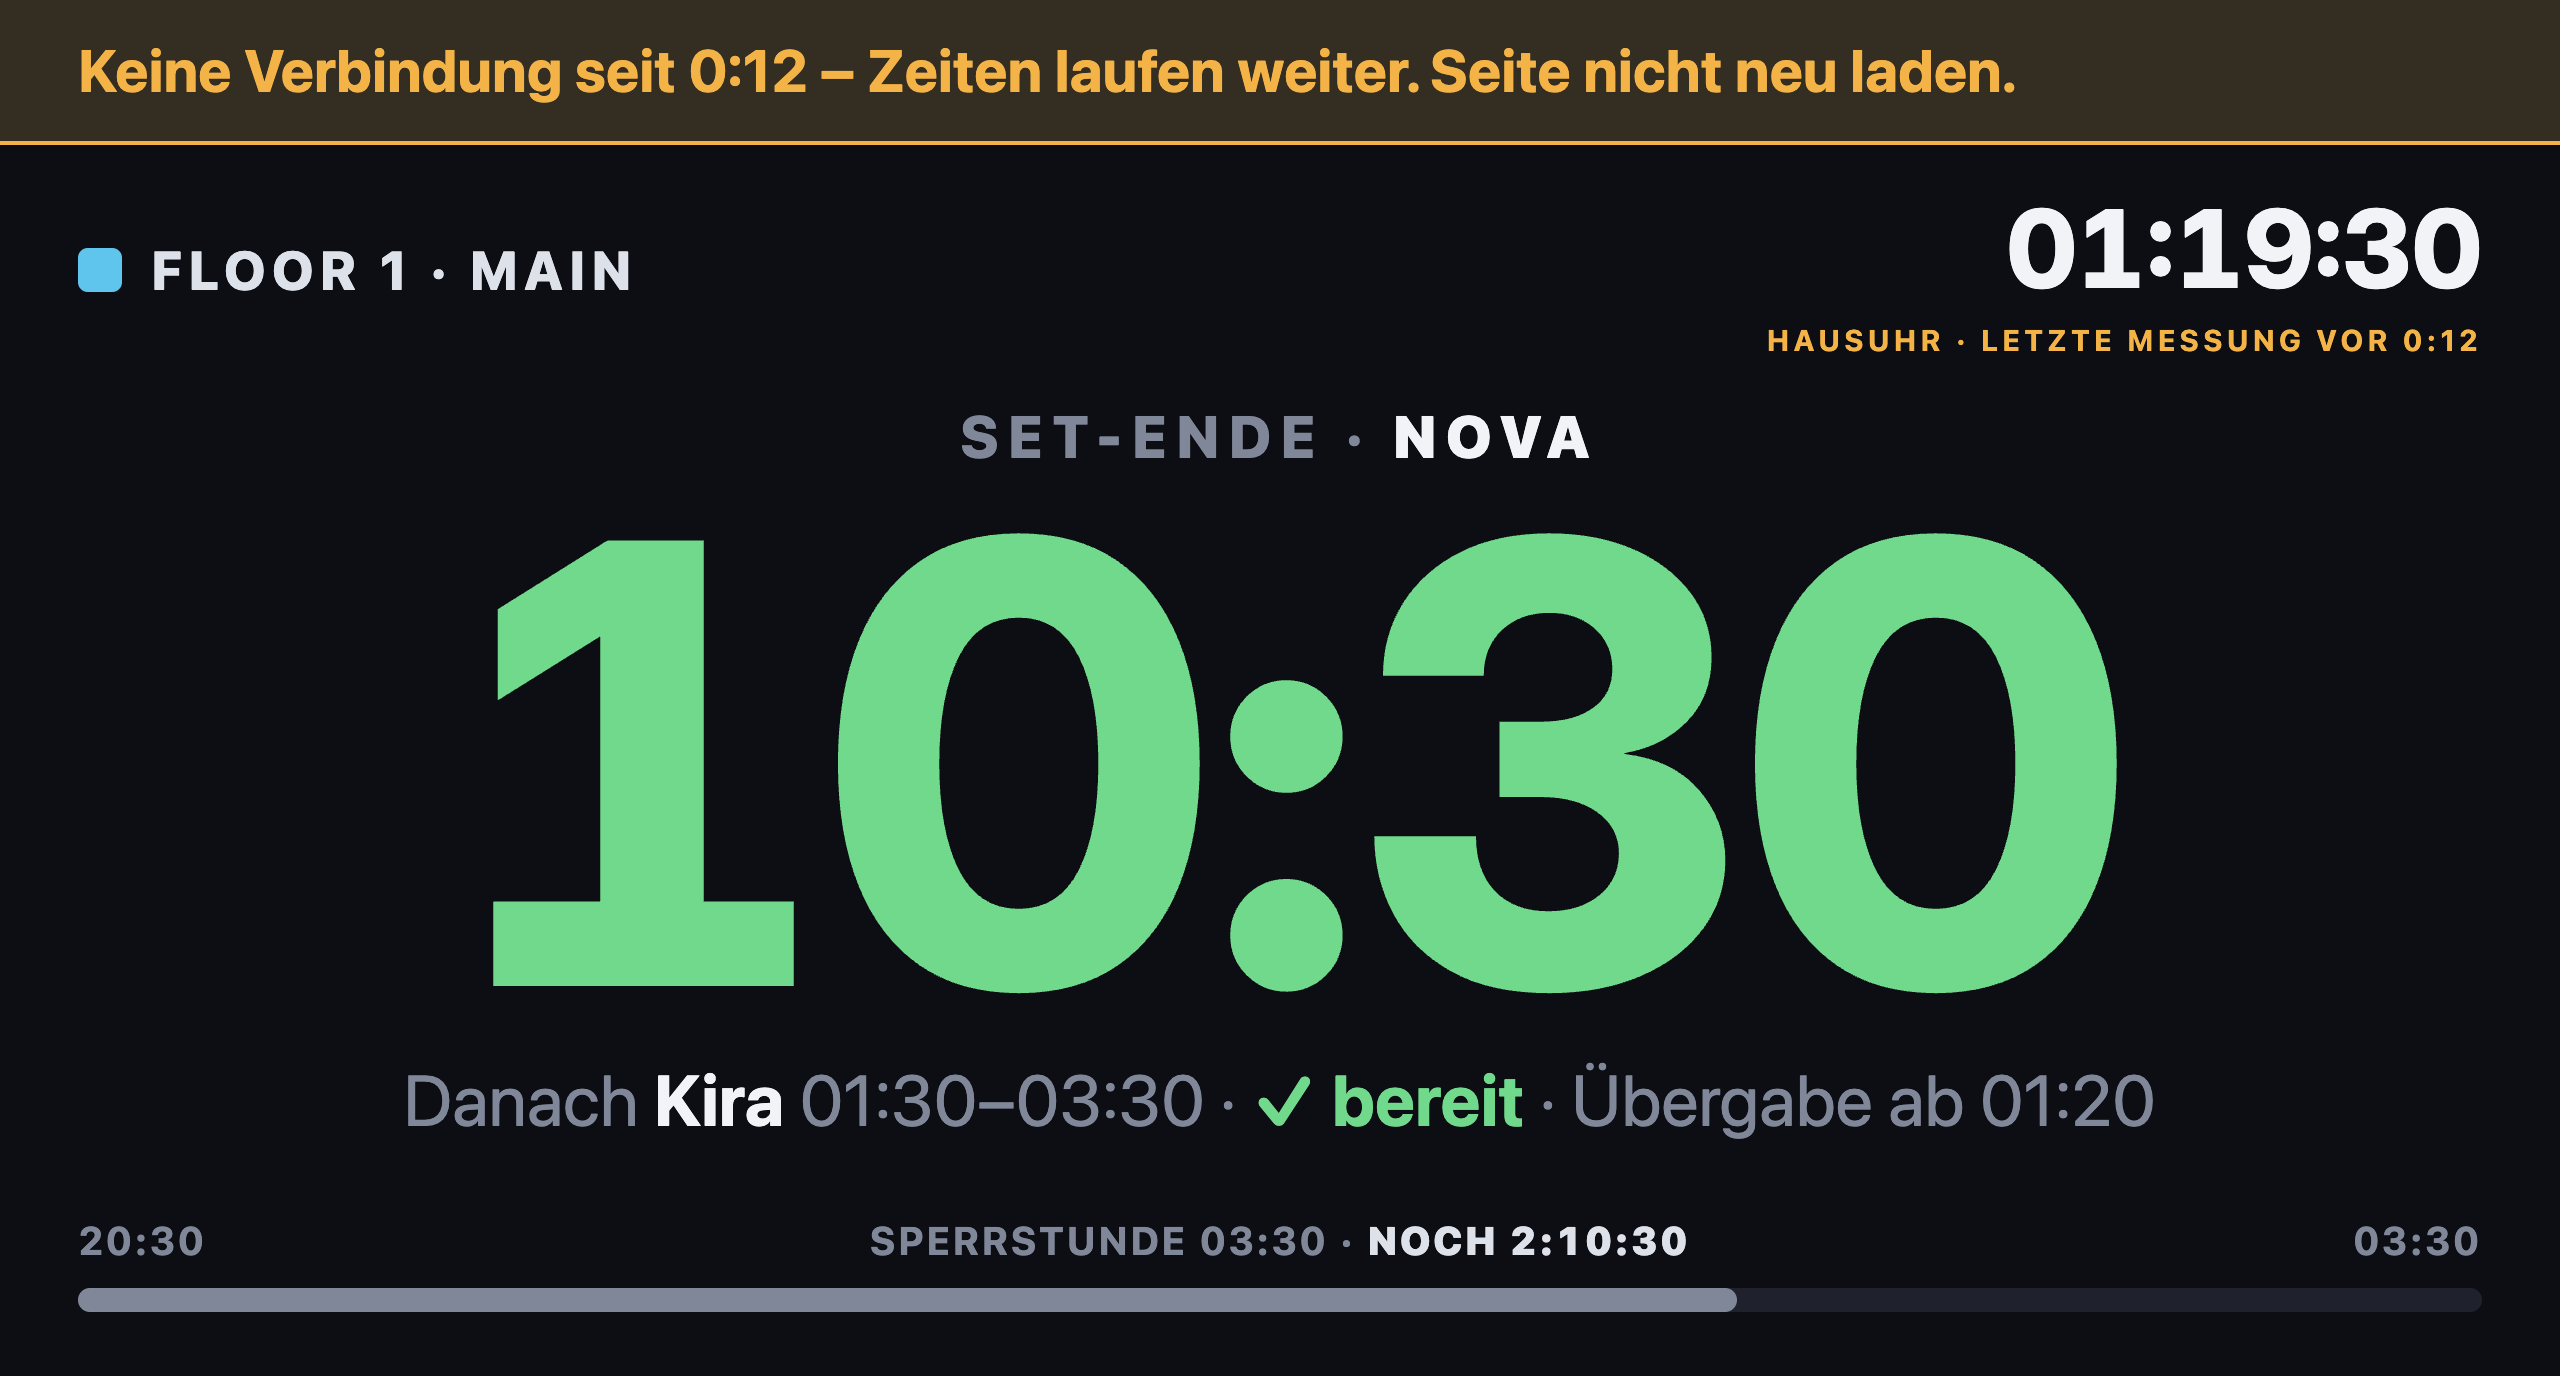 Keine Verbindung seit 0:12 – Zeiten laufen weiter. Seite nicht neu laden.
FLOOR 1 · MAIN
01:19:30
HAUSUHR · LETZTE MESSUNG VOR 0:12
SET-ENDE · NOVA
10:30
Danach Kira 01:30–03:30 · ✓ bereit · Übergabe ab 01:20
20:30
SPERRSTUNDE 03:30 · NOCH 2:10:30
03:30